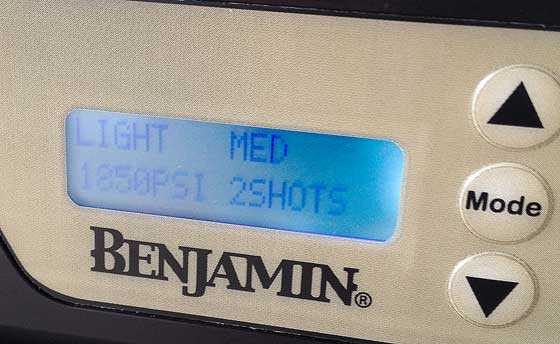 LIGHT MED
1850PSI 2SHOTS
Mode
BENJAMIN®